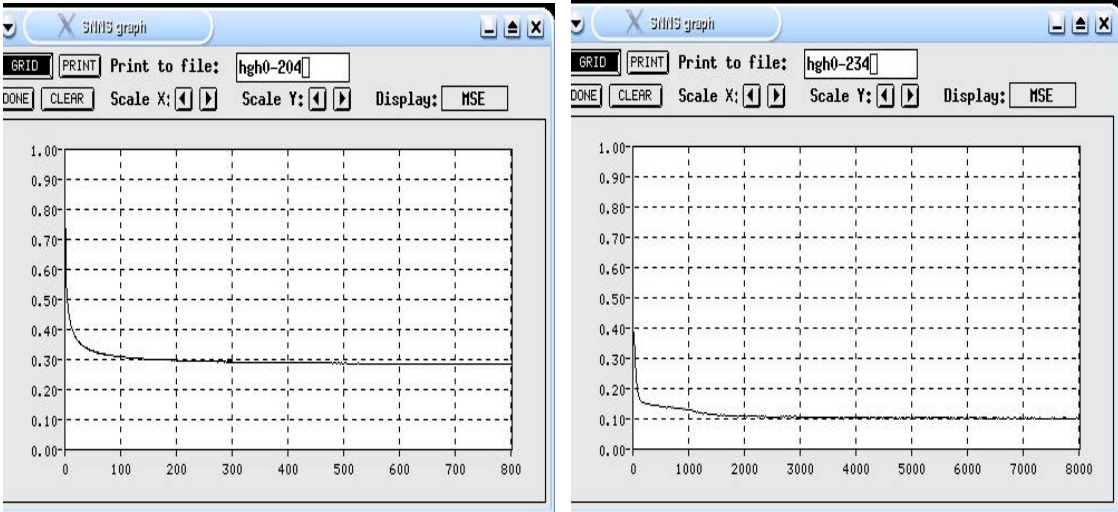 SNNS graph
GRID PRINT Print to file: hgh0-204
DONE CLEAR Scale X: Scale Y: Display: MSE
1.00
0.90
0.80
0.70
0.60
0.50
0.40
0.30
0.20
0.10
0.00
0 100 200 300 400 500 600 700 800
SNNS graph
GRID PRINT Print to file: hgh0-234
DONE CLEAR Scale X: Scale Y: Display: MSE
1.00
0.90
0.80
0.70
0.60
0.50
0.40
0.30
0.20
0.10
0.00
0 1000 2000 3000 4000 5000 6000 7000 8000